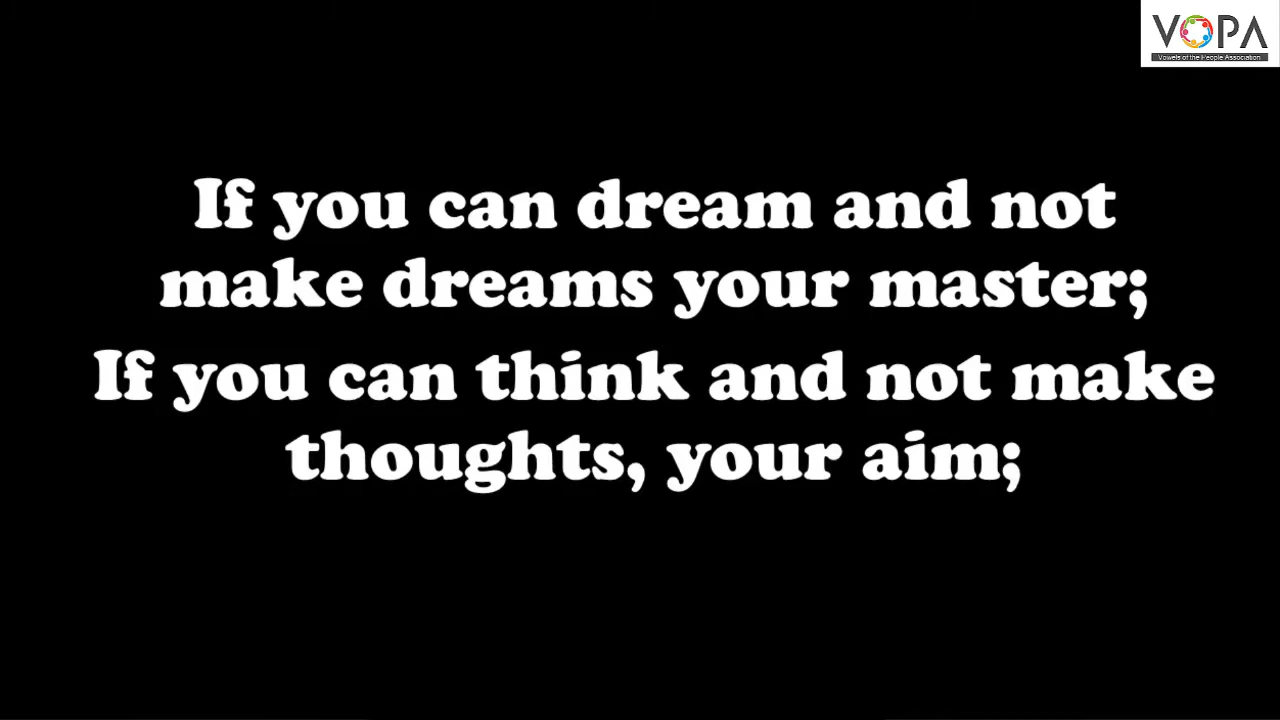 VOPA
Vowels of the People Association
If you can dream and not
make dreams your master;
If you can think and not make
thoughts, your aim;